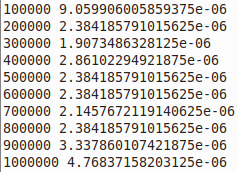 100000 9.059906005859375e-06
200000 2.384185791015625e-06
300000 1.9073486328125e-06
400000 2.86102294921875e-06
500000 2.384185791015625e-06
600000 2.384185791015625e-06
700000 2.1457672119140625e-06
800000 2.384185791015625e-06
900000 3.337860107421875e-06
1000000 4.76837158203125e-06